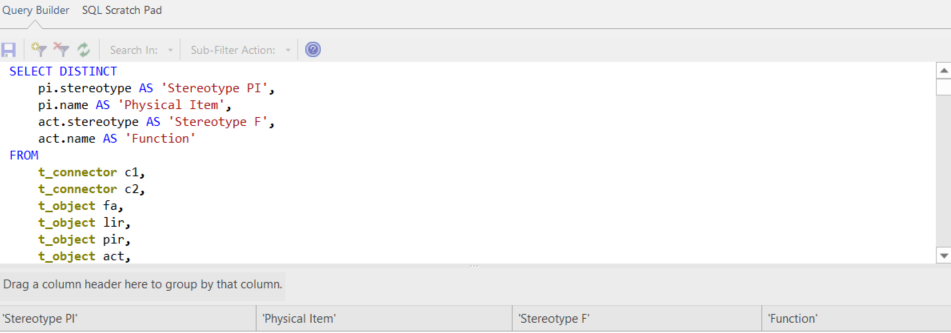 Query Builder SQL Scratch Pad
Search In: Sub-Filter Action:
SELECT DISTINCT
pi.stereotype AS 'Stereotype PI',
pi.name AS 'Physical Item',
act.stereotype AS 'Stereotype F',
act.name AS 'Function'
FROM
t_connector c1,
t_connector c2,
t_object fa,
t_object lir,
t_object pir,
t_object act,
Drag a column header here to group by that column.
'Stereotype PI' 'Physical Item' 'Stereotype F' 'Function'